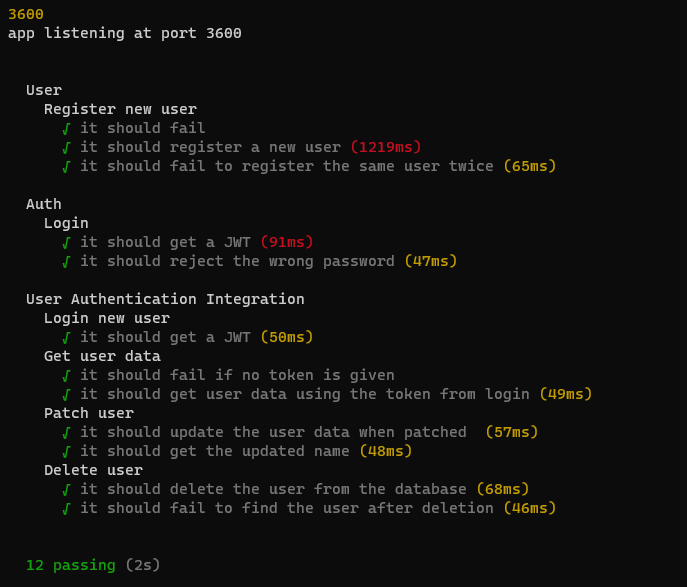 3600
app listening at port 3600
User
Register new user
√ it should fail
√ it should register a new user (1219ms)
√ it should fail to register the same user twice (65ms)
Auth
Login
√ it should get a JWT (91ms)
√ it should reject the wrong password (47ms)
User Authentication Integration
Login new user
√ it should get a JWT (50ms)
Get user data
√ it should fail if no token is given
√ it should get user data using the token from login (49ms)
Patch user
√ it should update the user data when patched  (57ms)
√ it should get the updated name (48ms)
Delete user
√ it should delete the user from the database (68ms)
√ it should fail to find the user after deletion (46ms)
12 passing (2s)